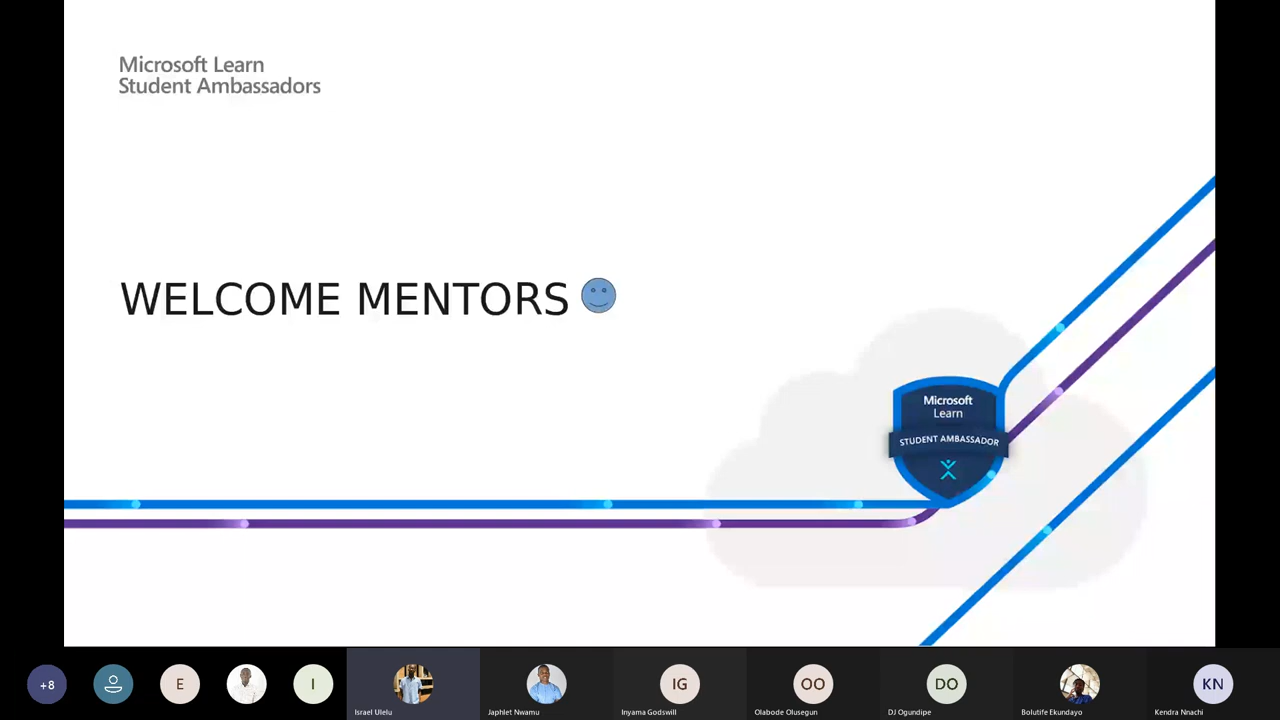 Microsoft Learn
Student Ambassadors
WELCOME MENTORS
Microsoft
Learn
STUDENT AMBASSADOR
+8
E
I
IG
OO
DO
KN
Israel Ulelu
Japhlet Nwamu
Inyama Godswill
Olabode Olusegun
DJ Ogundipe
Bolutife Ekundayo
Kendra Nnachi